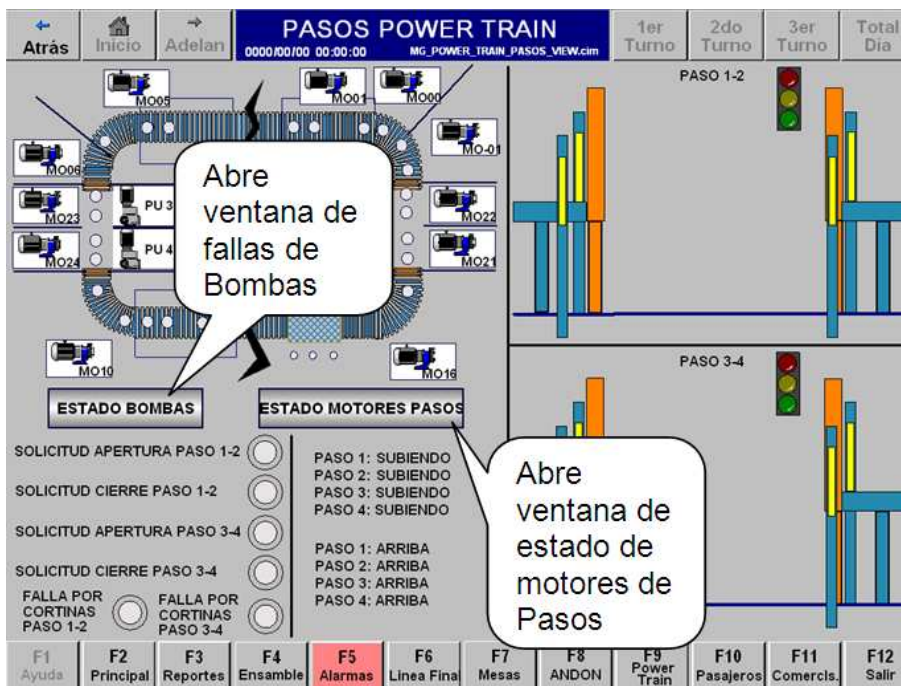 Atrás
Inicio
Adelan
PASOS POWER TRAIN
0000/00/00 00:00:00
MG_POWER_TRAIN_PASOS_VIEW.cim
1er
Turno
2do
Turno
3er
Turno
Total
Día
MO05
MO01
MO00
MO06
MO-01
MO23
PU 3
MO22
MO24
PU 4
MO21
MO10
MO16
Abre
ventana de
fallas de
Bombas
ESTADO BOMBAS
ESTADO MOTORES PASOS
SOLICITUD APERTURA PASO 1-2
SOLICITUD CIERRE PASO 1-2
SOLICITUD APERTURA PASO 3-4
SOLICITUD CIERRE PASO 3-4
FALLA POR
CORTINAS
PASO 1-2
FALLA POR
CORTINAS
PASO 3-4
PASO 1: SUBIENDO
PASO 2: SUBIENDO
PASO 3: SUBIENDO
PASO 4: SUBIENDO
PASO 1: ARRIBA
PASO 2: ARRIBA
PASO 3: ARRIBA
PASO 4: ARRIBA
PASO 1-2
PASO 3-4
Abre
ventana de
estado de
motores de
Pasos
F1
Ayuda
F2
Principal
F3
Reportes
F4
Ensamble
F5
Alarmas
F6
Linea Final
F7
Mesas
F8
ANDON
F9
Power
Train
F10
Pasajeros
F11
Comercls.
F12
Salir